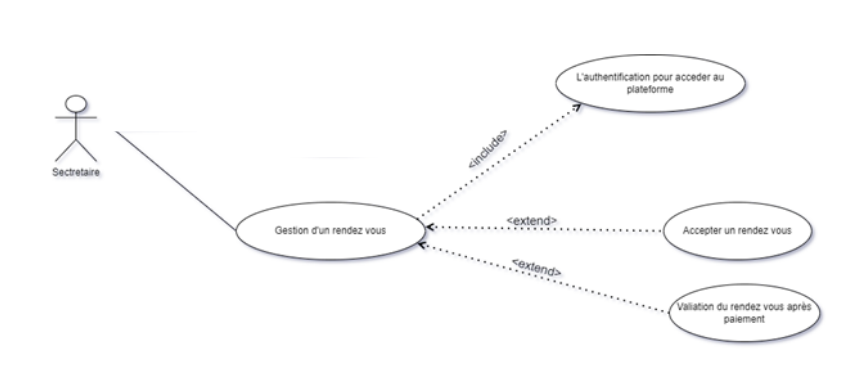 L'authentification pour acceder au
plateforme
<include>
Sectretaire
<extend>
Gestion d'un rendez vous
Accepter un rendez vous
<extend>
Valiation du rendez vous après
paiement